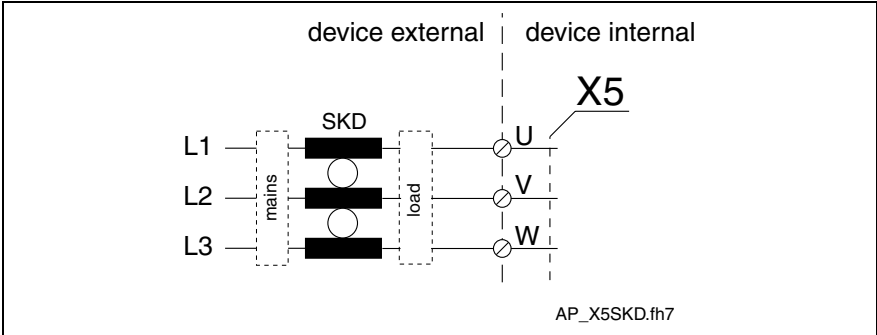 device external device internal
X5
SKD
L1 U
mains
L2 V
load
L3 W
AP_X5SKD.fh7